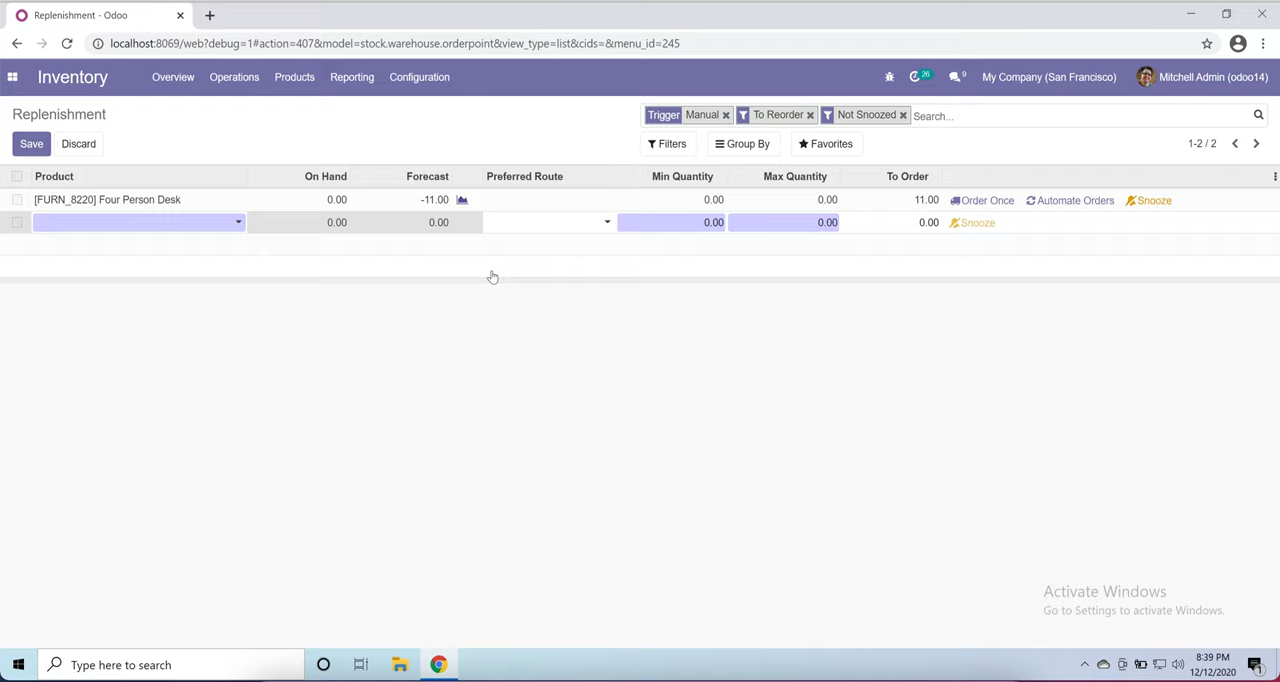 Replenishment - Odoo
localhost:8069/web?debug=1#action=407&model=stock.warehouse.orderpoint&view_type=list&cids=&menu_id=245
Inventory Overview Operations Products Reporting Configuration 26 9 My Company (San Francisco) Mitchell Admin (odoo14)
Replenishment
Trigger Manual To Reorder Not Snoozed Search...
Save Discard Filters Group By Favorites 1-2 / 2
Product On Hand Forecast Preferred Route Min Quantity Max Quantity To Order
[FURN_8220] Four Person Desk 0.00 -11.00 0.00 0.00 11.00 Order Once Automate Orders Snooze
0.00 0.00 0.00 0.00 0.00 Snooze
Activate Windows
Go to Settings to activate Windows.
Type here to search
8:39 PM
12/12/2020
1